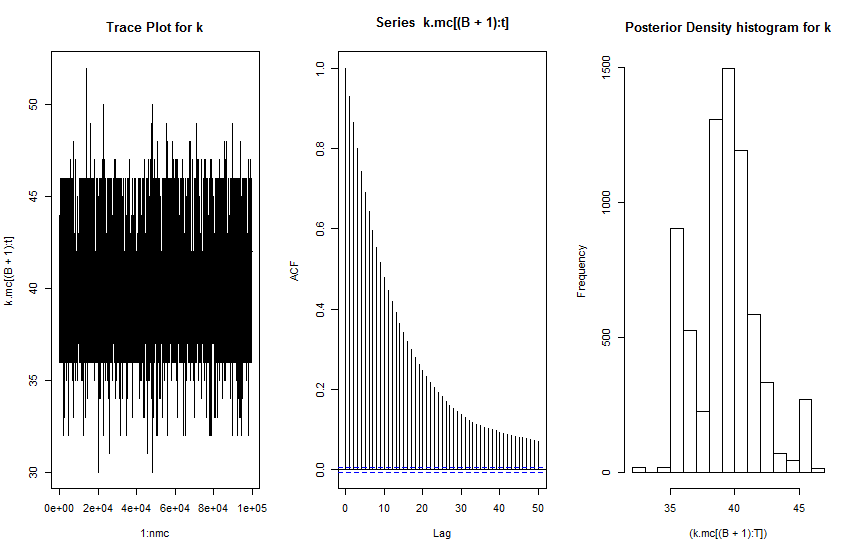 Trace Plot for k
k.mc[(B + 1):t]
50
45
40
35
30
0e+00 2e+04 4e+04 6e+04 8e+04 1e+05
1:nmc
Series k.mc[(B + 1):t]
ACF
1.0
0.8
0.6
0.4
0.2
0.0
0 10 20 30 40 50
Lag
Posterior Density histogram for k
Frequency
1500
1000
500
0
35 40 45
(k.mc[(B + 1):T])